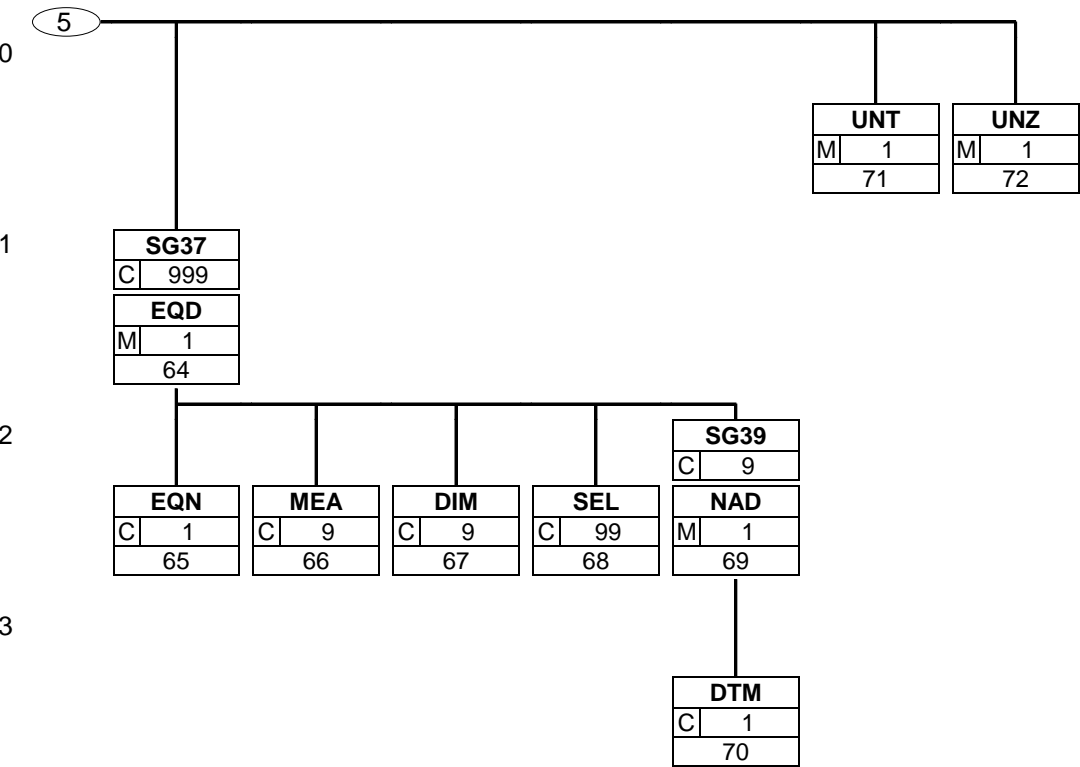 5
0
UNT
M 1
71
UNZ
M 1
72
1
SG37
C 999
EQD
M 1
64
2
SG39
C 9
EQN
C 1
65
MEA
C 9
66
DIM
C 9
67
SEL
C 99
68
NAD
M 1
69
3
DTM
C 1
70